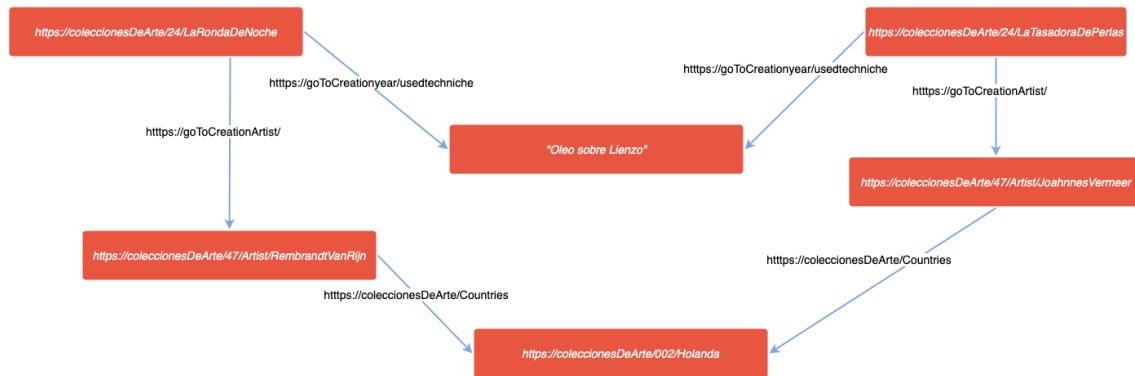 https://coleccionesDeArte/24/LaRondaDeNoche
https://coleccionesDeArte/24/LaTasadoraDePerlas
htttps://goToCreationyear/usedtechniche
htttps://goToCreationyear/usedtechniche
htttps://goToCreationArtist/
htttps://goToCreationArtist/
"Oleo sobre Lienzo"
https://coleccionesDeArte/47/Artist/JoahnnesVermeer
https://coleccionesDeArte/47/Artist/RembrandtVanRijn
htttps://coleccionesDeArte/Countries
htttps://coleccionesDeArte/Countries
https://coleccionesDeArte/002/Holanda